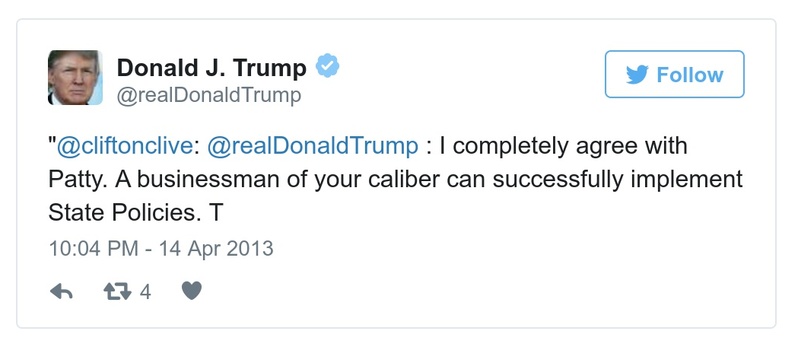 Donald J. Trump
@realDonaldTrump
Follow
"@cliftonclive: @realDonaldTrump : I completely agree with
Patty. A businessman of your caliber can successfully implement
State Policies. T
10:04 PM - 14 Apr 2013
4